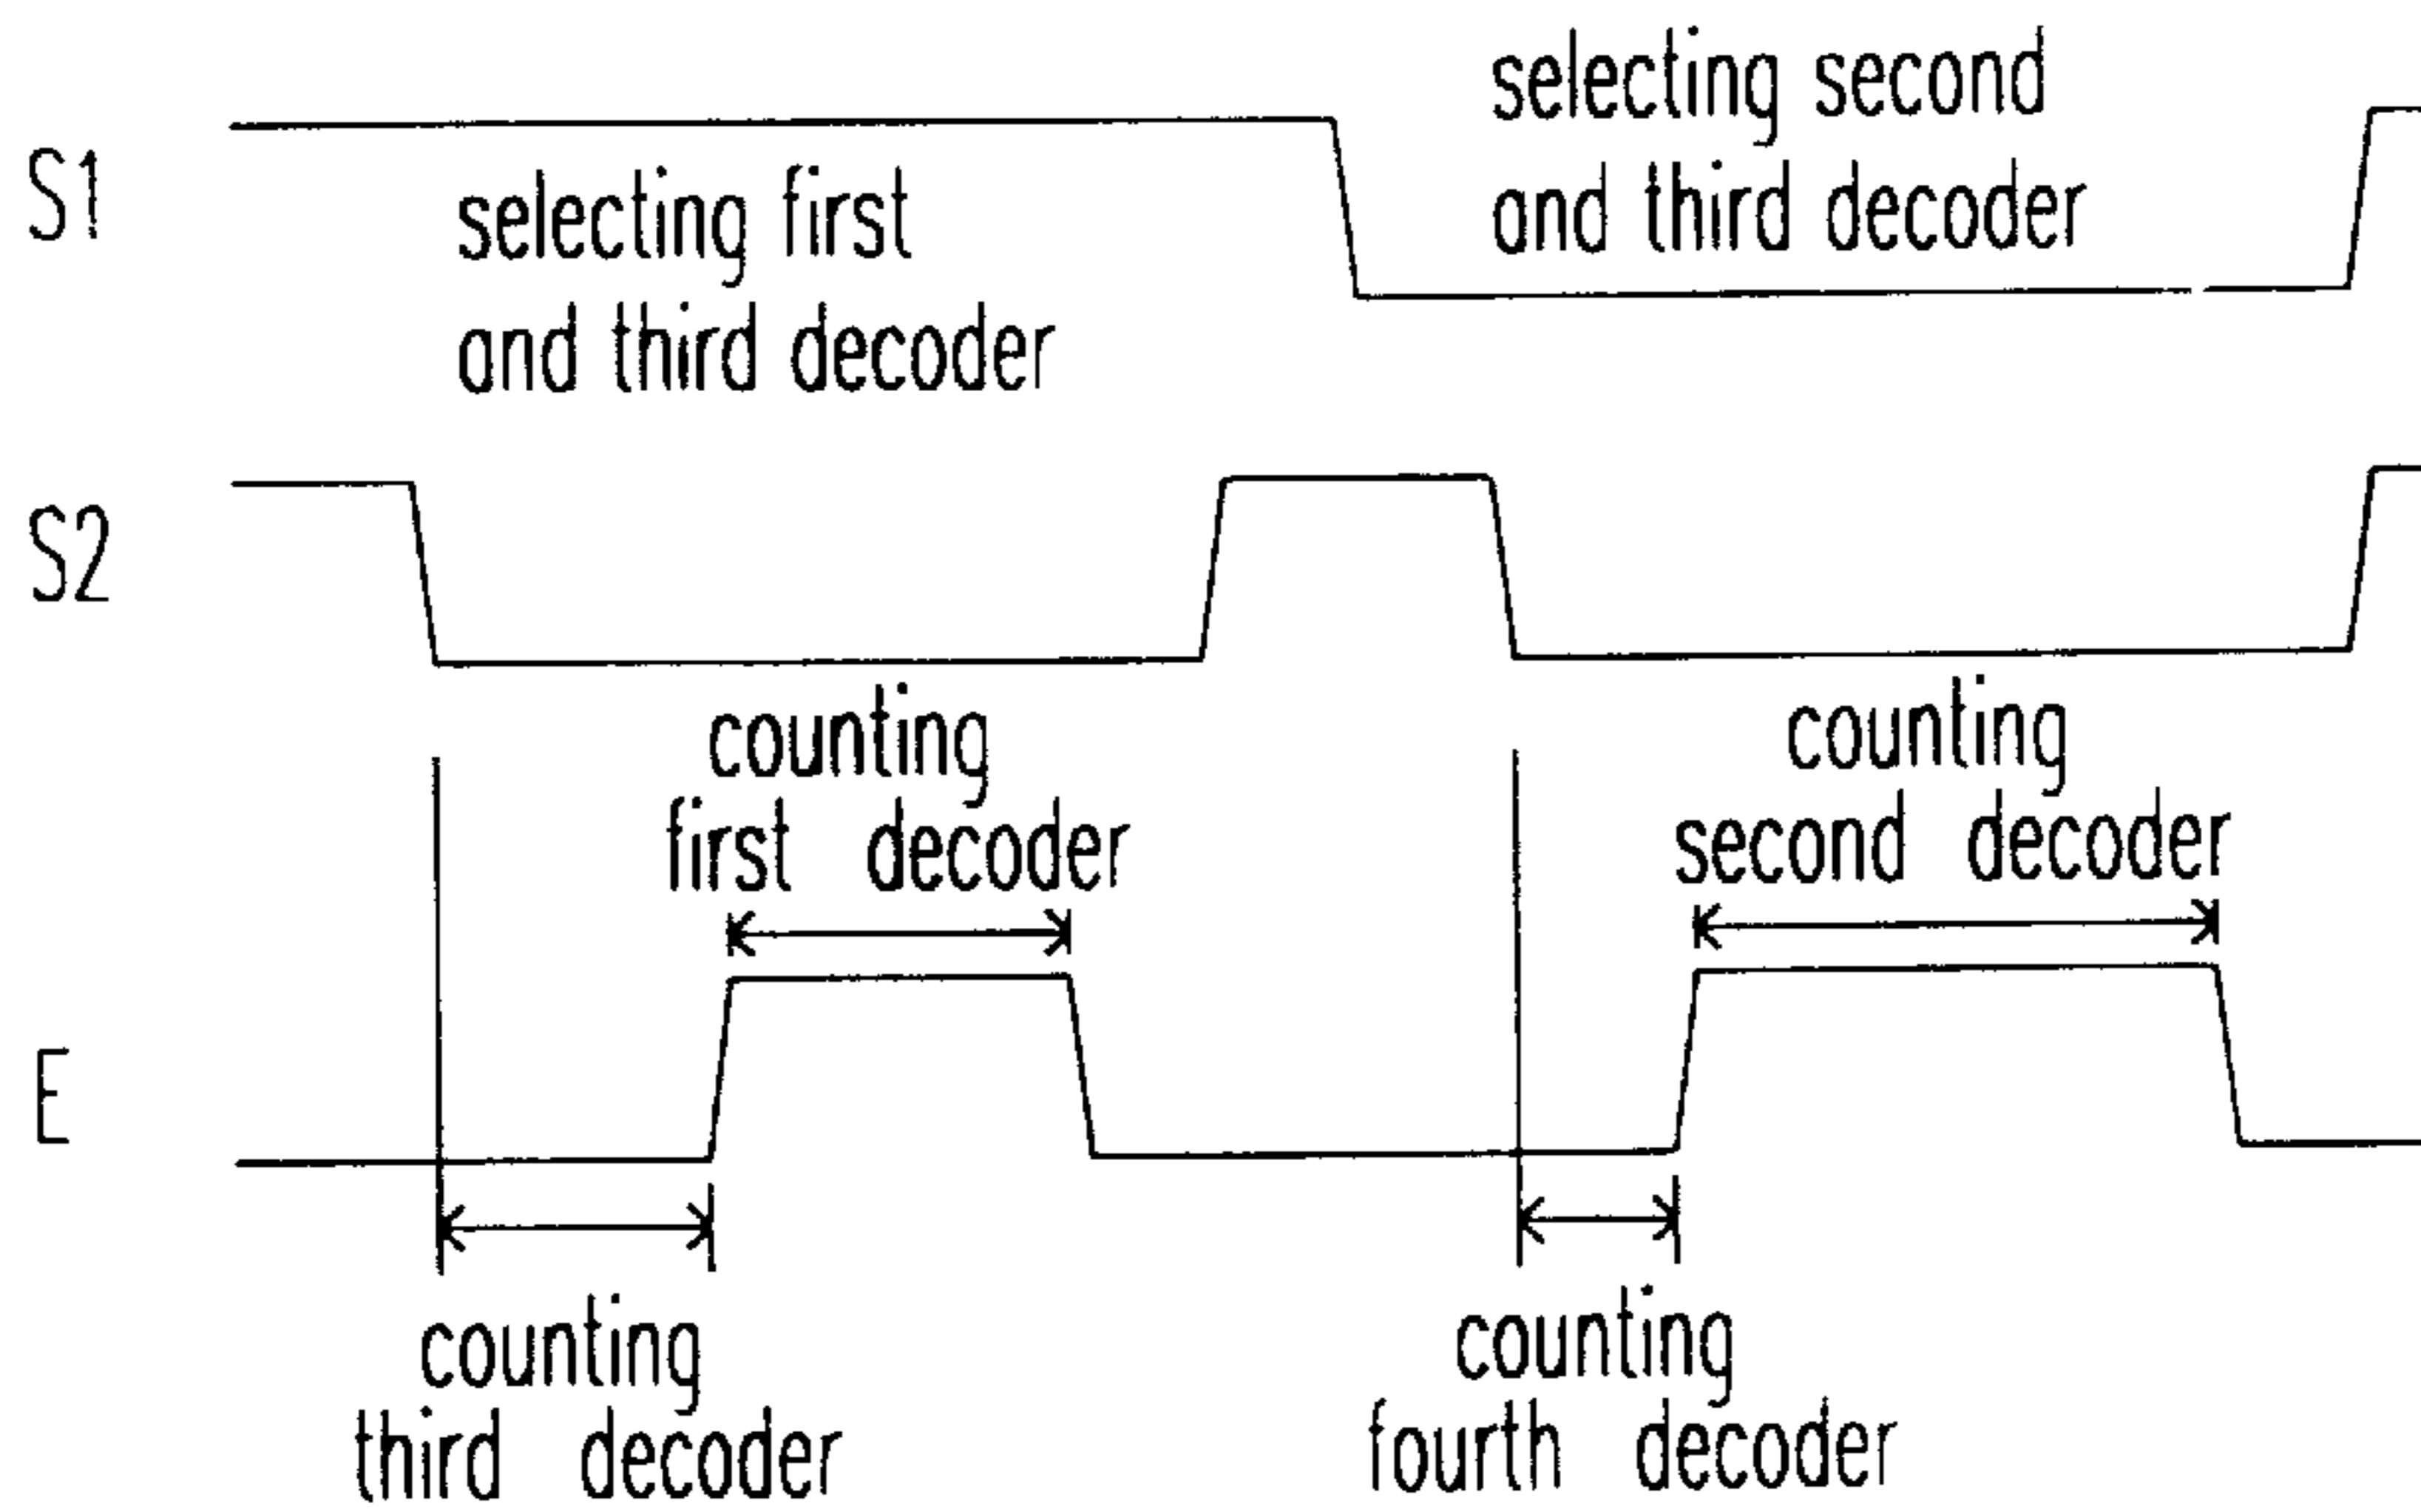 S1
selecting first
and third decoder
selecting second
and third decoder
S2
counting
first decoder
counting
second decoder
E
counting
third decoder
counting
fourth decoder